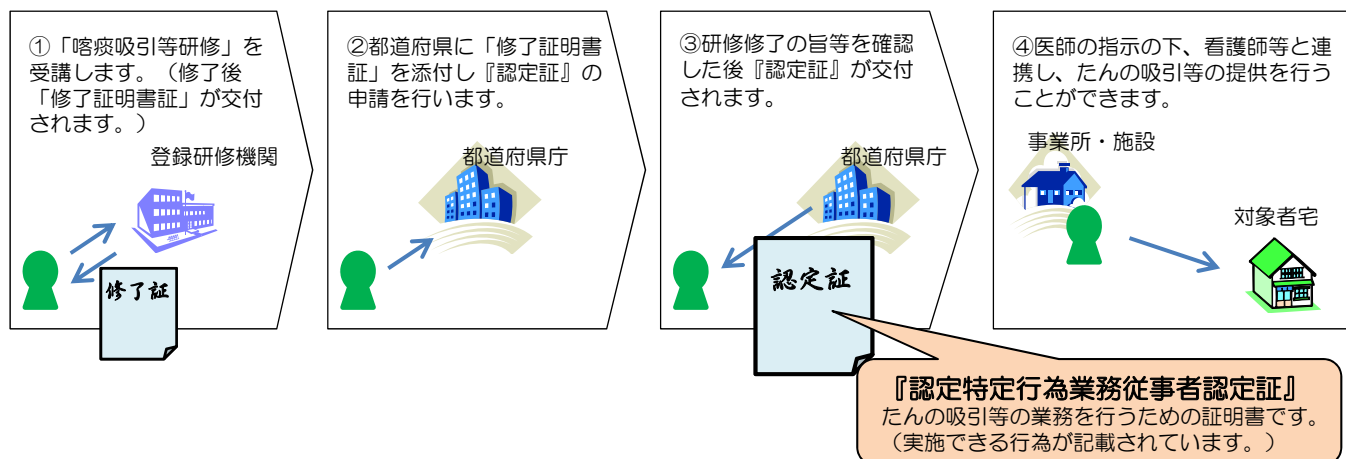 ①「喀痰吸引等研修」を
受講します。（修了後
「修了証明書証」が交付
されます。）
登録研修機関
修了証
②都道府県に「修了証明書
証」を添付し『認定証』の
申請を行います。
都道府県庁
③研修修了の旨等を確認
した後『認定証』が交付
されます。
都道府県庁
認定証
④医師の指示の下、看護師等と連
携し、たんの吸引等の提供を行う
ことができます。
事業所・施設
対象者宅
『認定特定行為業務従事者認定証』
たんの吸引等の業務を行うための証明書です。
（実施できる行為が記載されています。）